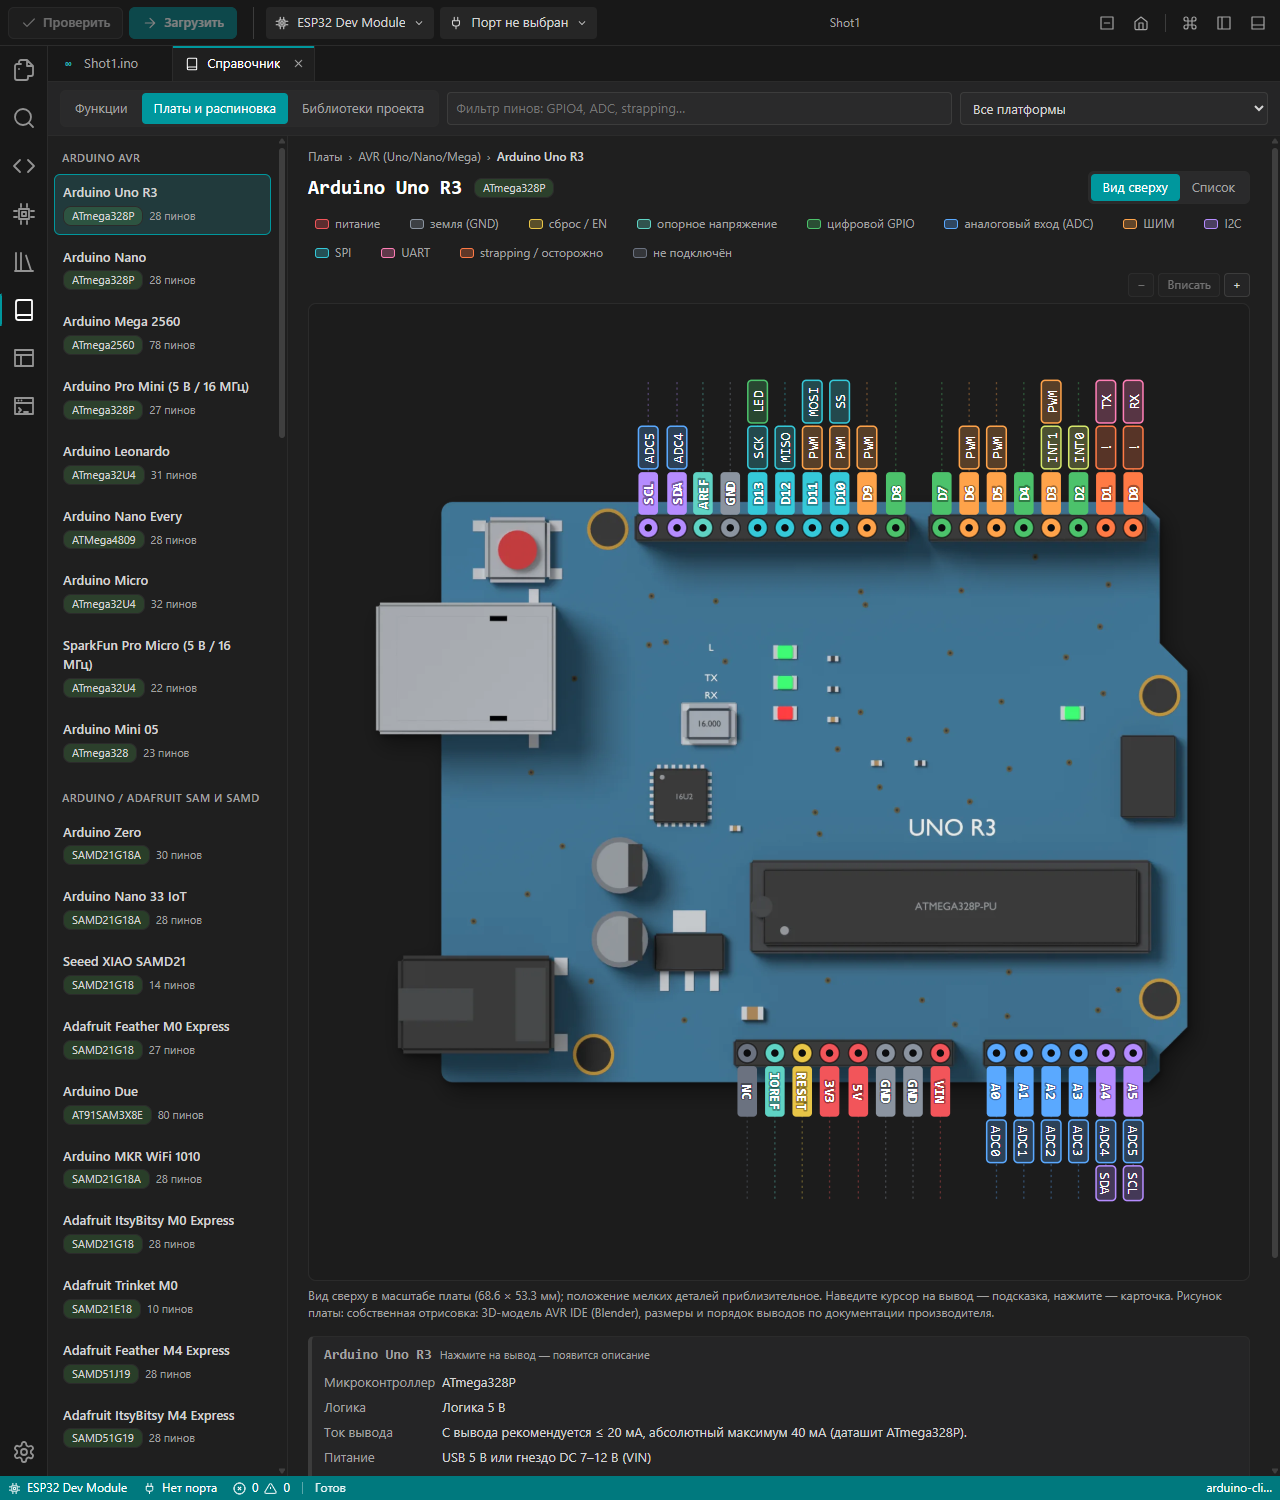 Проверить
Загрузить
ESP32 Dev Module
Порт не выбран
Shot1
Shot1.ino
Справочник
Функции
Платы и распиновка
Библиотеки проекта
Фильтр пинов: GPIO4, ADC, strapping...
Все платформы
ARDUINO AVR
Arduino Uno R3
ATmega328P 28 пинов
Arduino Nano
ATmega328P 28 пинов
Arduino Mega 2560
ATmega2560 78 пинов
Arduino Pro Mini (5 В / 16 МГц)
ATmega328P 27 пинов
Arduino Leonardo
ATmega32U4 31 пинов
Arduino Nano Every
ATMega4809 28 пинов
Arduino Micro
ATmega32U4 32 пинов
SparkFun Pro Micro (5 В / 16
МГц)
ATmega32U4 22 пинов
Arduino Mini 05
ATmega328 23 пинов
ARDUINO / ADAFRUIT SAM И SAMD
Arduino Zero
SAMD21G18A 30 пинов
Arduino Nano 33 IoT
SAMD21G18A 28 пинов
Seeed XIAO SAMD21
SAMD21G18 14 пинов
Adafruit Feather M0 Express
SAMD21G18 27 пинов
Arduino Due
AT91SAM3X8E 80 пинов
Arduino MKR WiFi 1010
SAMD21G18A 28 пинов
Adafruit ItsyBitsy M0 Express
SAMD21G18 28 пинов
Adafruit Trinket M0
SAMD21E18 10 пинов
Adafruit Feather M4 Express
SAMD51J19 28 пинов
Adafruit ItsyBitsy M4 Express
SAMD51G19 28 пинов
Платы › AVR (Uno/Nano/Mega) › Arduino Uno R3
Arduino Uno R3 ATmega328P
Вид сверху
Список
питание
земля (GND)
сброс / EN
опорное напряжение
цифровой GPIO
аналоговый вход (ADC)
ШИМ
I2C
SPI
UART
strapping / осторожно
не подключён
−
Вписать
+
LED MOSI SS PWM TX RX
ADC5 ADC4 SCK MISO PWM PWM PWM PWM PWM INT1 INT0 ! !
SCL SDA AREF GND D13 D12 D11 D10 D9 D8 D7 D6 D5 D4 D3 D2 D1 D0
L
TX
RX
16.000
16U2
UNO R3
ATMEGA328P-PU
NC IOREF RESET 3V3 5V GND GND VIN A0 A1 A2 A3 A4 A5
ADC0 ADC1 ADC2 ADC3 ADC4 ADC5
SDA SCL
Вид сверху в масштабе платы (68.6 × 53.3 мм); положение мелких деталей приблизительное. Наведите курсор на вывод — подсказка, нажмите — карточка. Рисунок
платы: собственная отрисовка: 3D-модель AVR IDE (Blender), размеры и порядок выводов по документации производителя.
Arduino Uno R3 Нажмите на вывод — появится описание
Микроконтроллер ATmega328P
Логика Логика 5 В
Ток вывода С вывода рекомендуется ≤ 20 мА, абсолютный максимум 40 мА (даташит ATmega328P).
Питание USB 5 В или гнездо DC 7–12 В (VIN)
ESP32 Dev Module
Нет порта
0
0
Готов
arduino-cli...